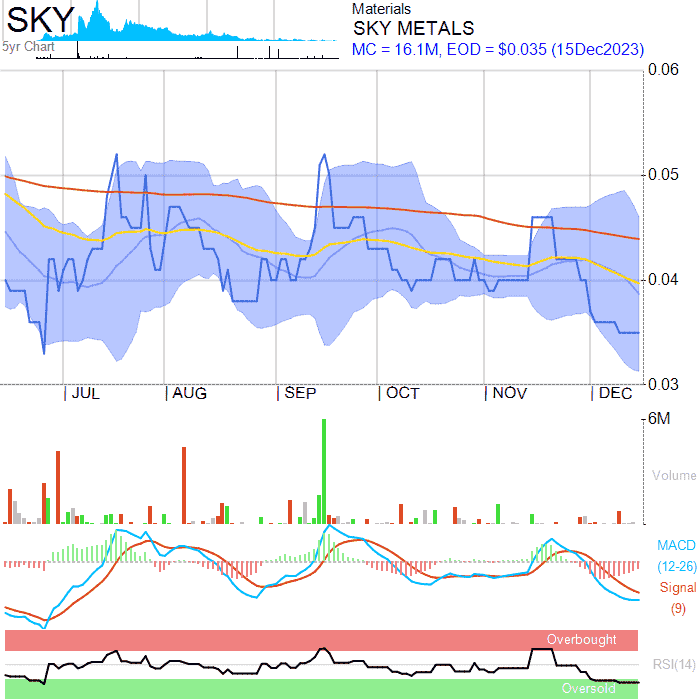 SKY
5yr Chart
Materials
SKY METALS
MC = 16.1M, EOD = $0.035 (15Dec2023)
0.06
0.05
0.04
0.03
JUL
AUG
SEP
OCT
NOV
DEC
6M
Volume
MACD
(12-26)
Signal
(9)
Overbought
RSI(14)
Oversold